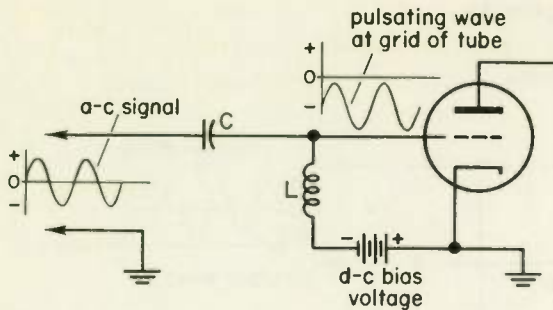 pulsating wave
at grid of tube
+
0
-
a-c signal
C
+
0
-
L
- +
d-c bias
voltage